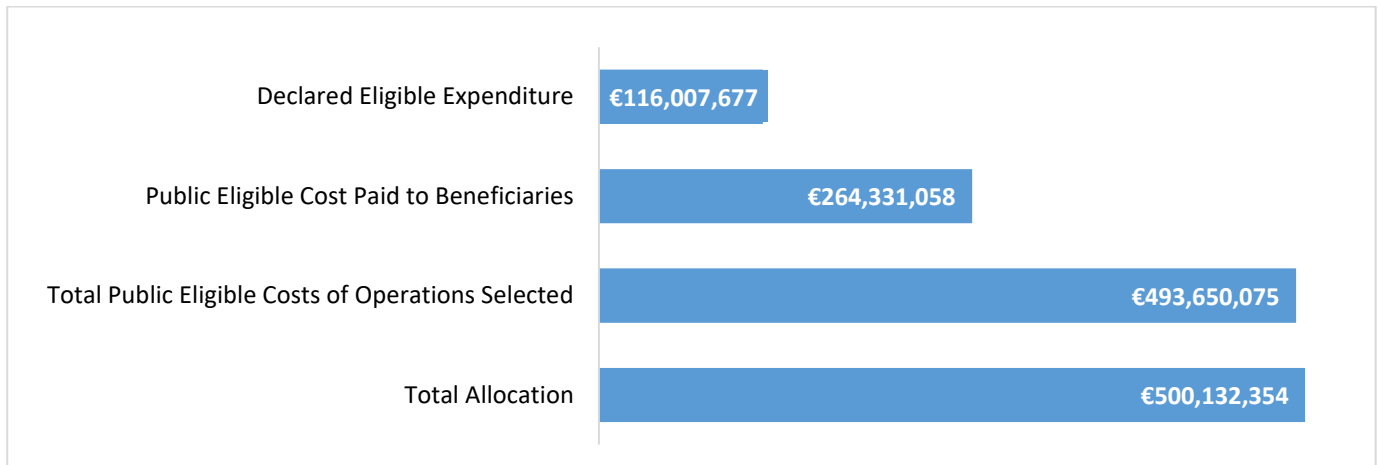 Declared Eligible Expenditure
€116,007,677
Public Eligible Cost Paid to Beneficiaries
€264,331,058
Total Public Eligible Costs of Operations Selected
€493,650,075
Total Allocation
€500,132,354